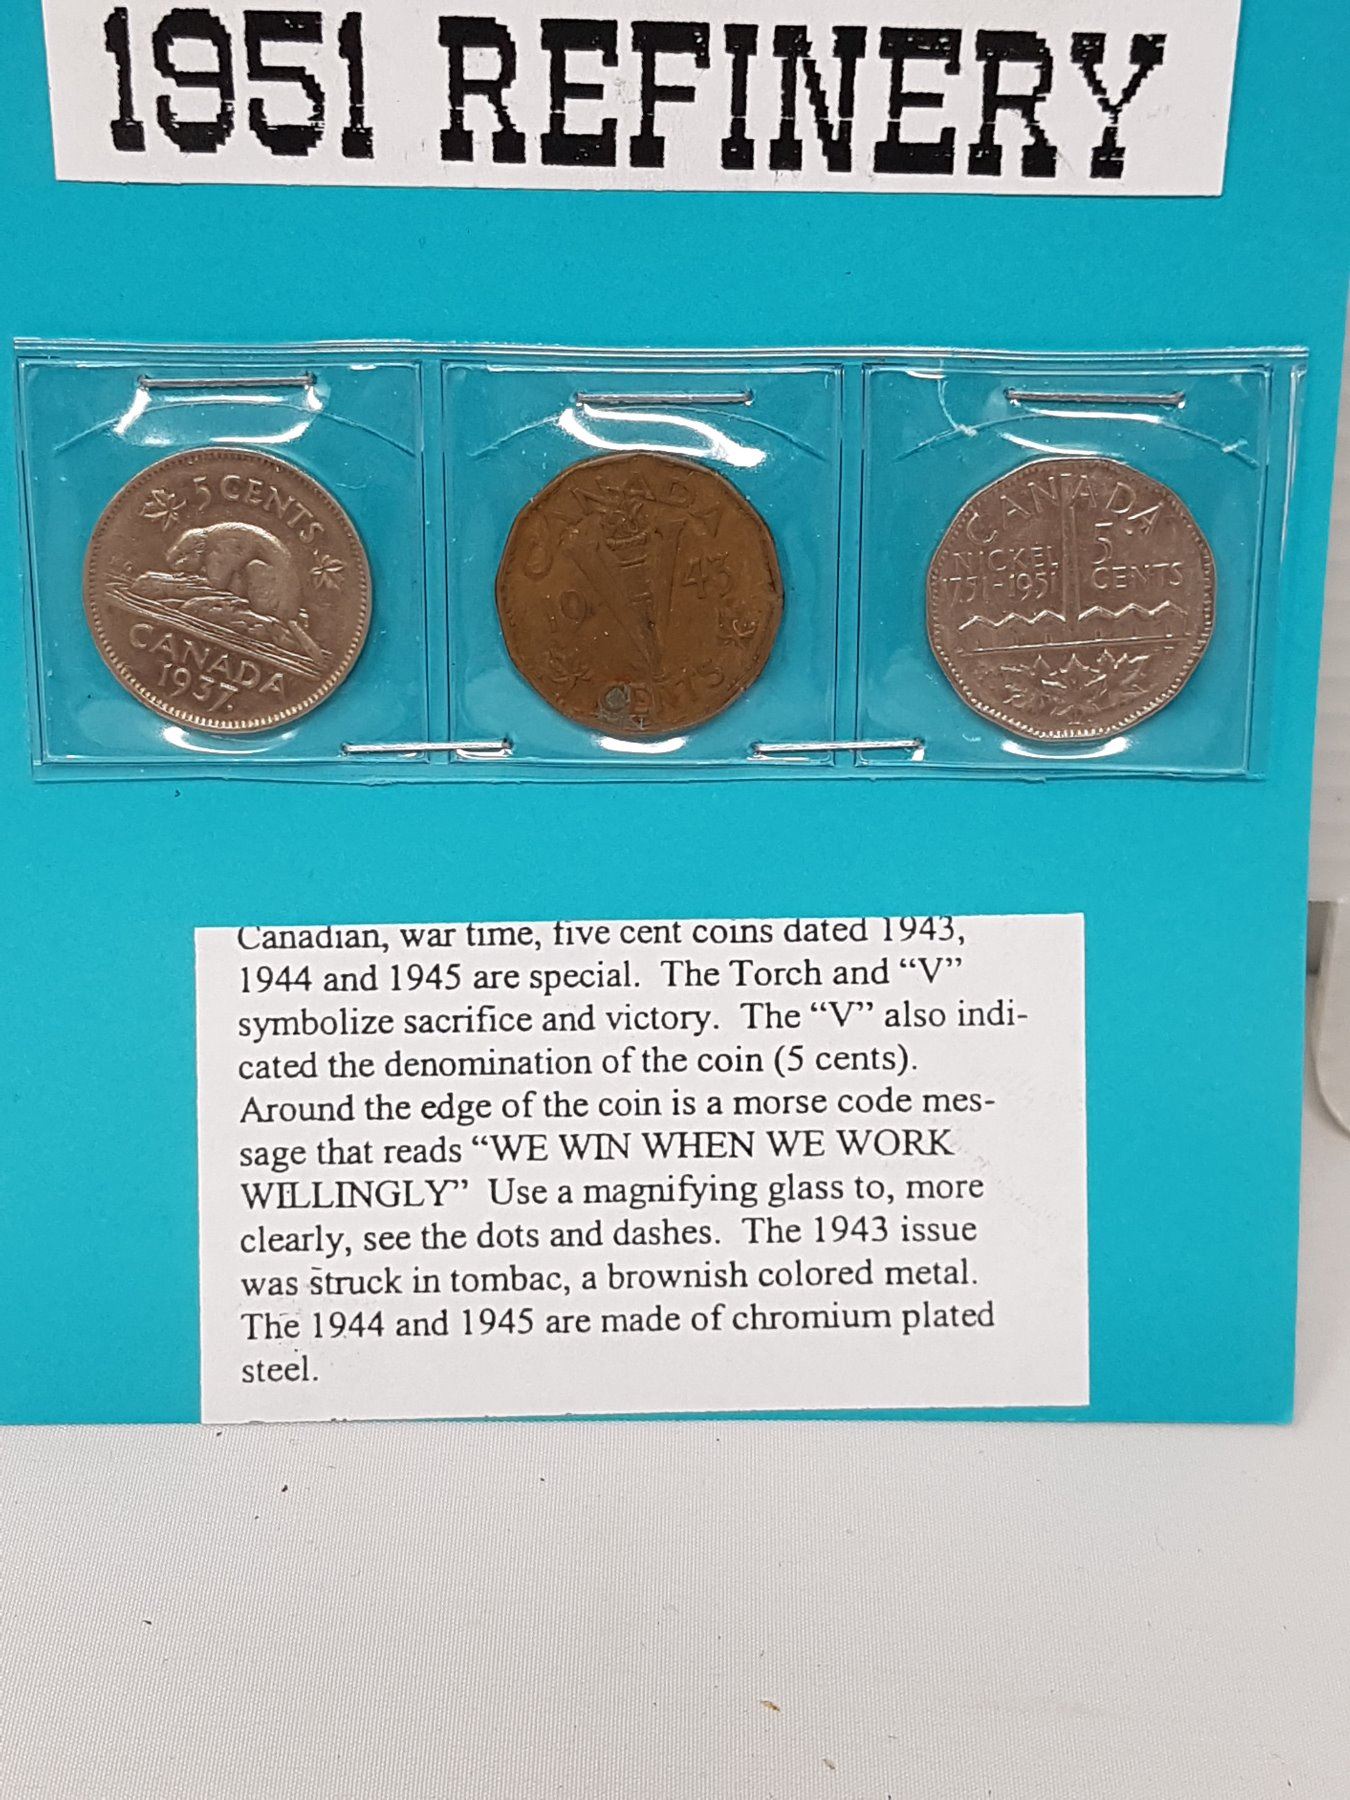 1951 REFINERY
5 CENTS
CANADA
1937.
CANADA
1943
CENTS
CANADA
NICKEL
1751-1951
5
CENTS
Canadian, war time, five cent coins dated 1943,
1944 and 1945 are special. The Torch and “V”
symbolize sacrifice and victory. The “V” also indi-
cated the denomination of the coin (5 cents).
Around the edge of the coin is a morse code mes-
sage that reads “WE WIN WHEN WE WORK
WILLINGLY” Use a magnifying glass to, more
clearly, see the dots and dashes. The 1943 issue
was struck in tombac, a brownish colored metal.
The 1944 and 1945 are made of chromium plated
steel.